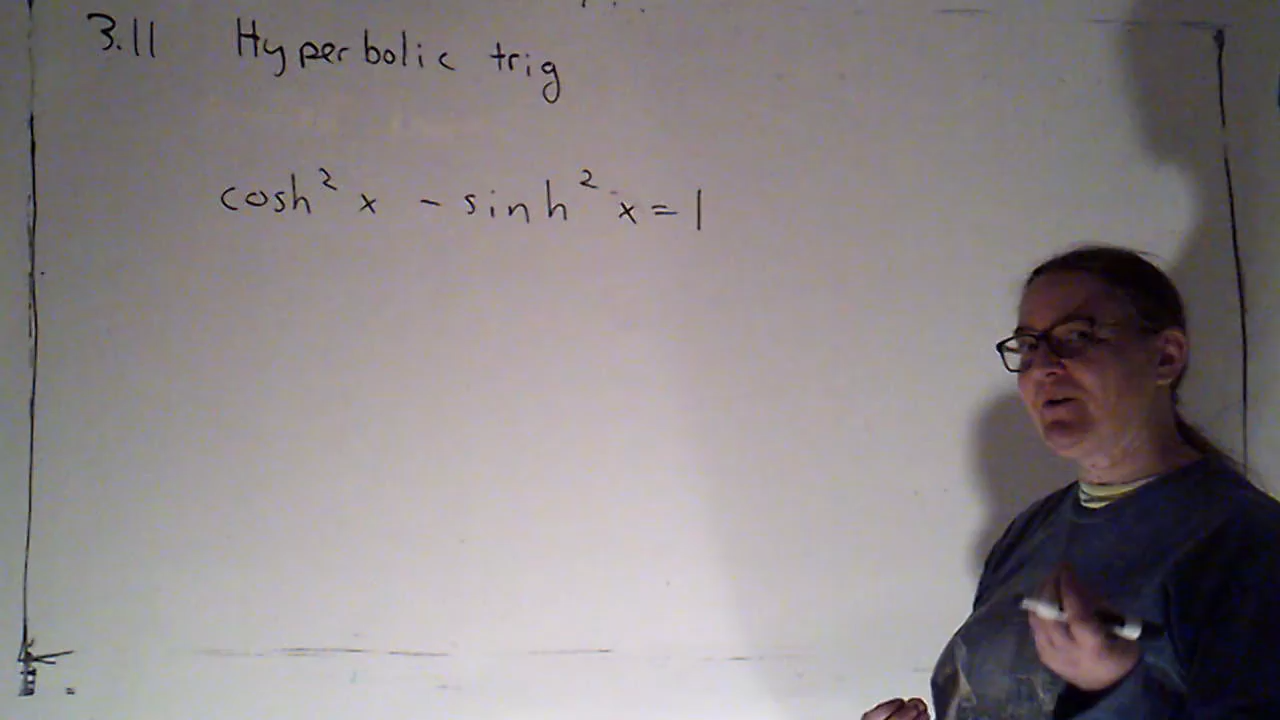 3.11 Hyperbolic trig
cosh² x - sinh² x = 1